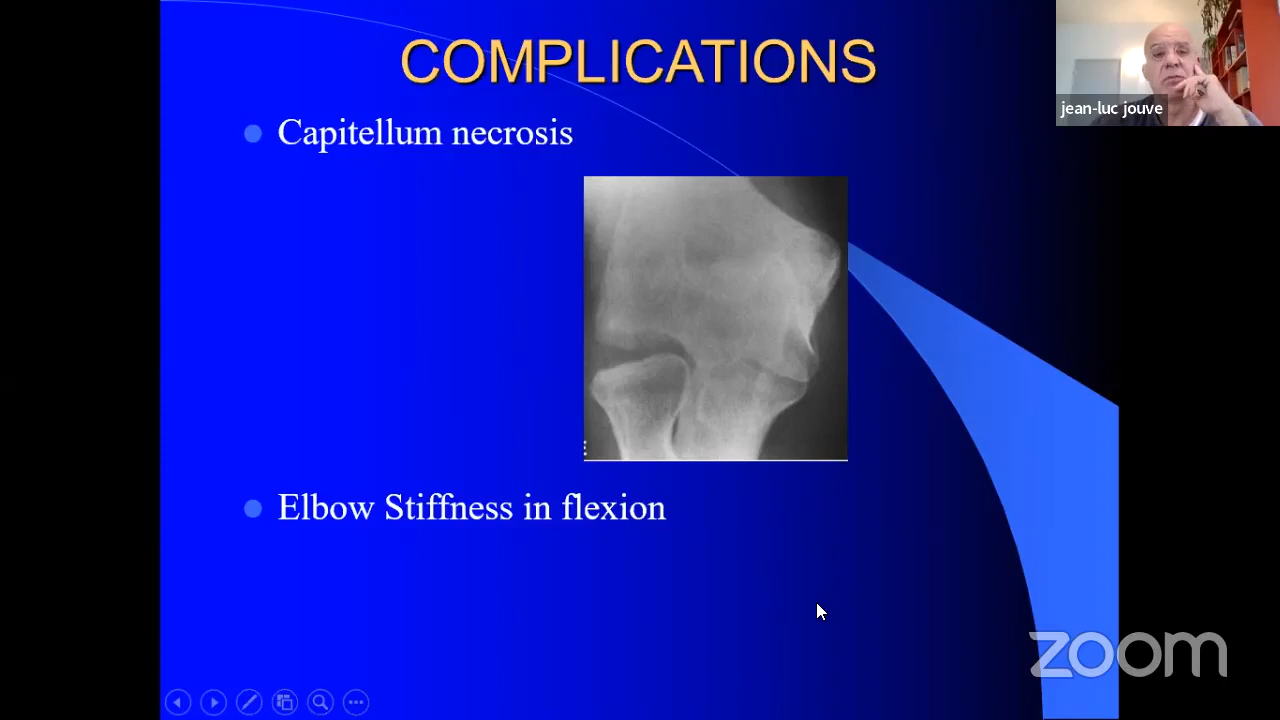 COMPLICATIONS
jean-luc jouve
Capitellum necrosis
Elbow Stiffness in flexion
zoom